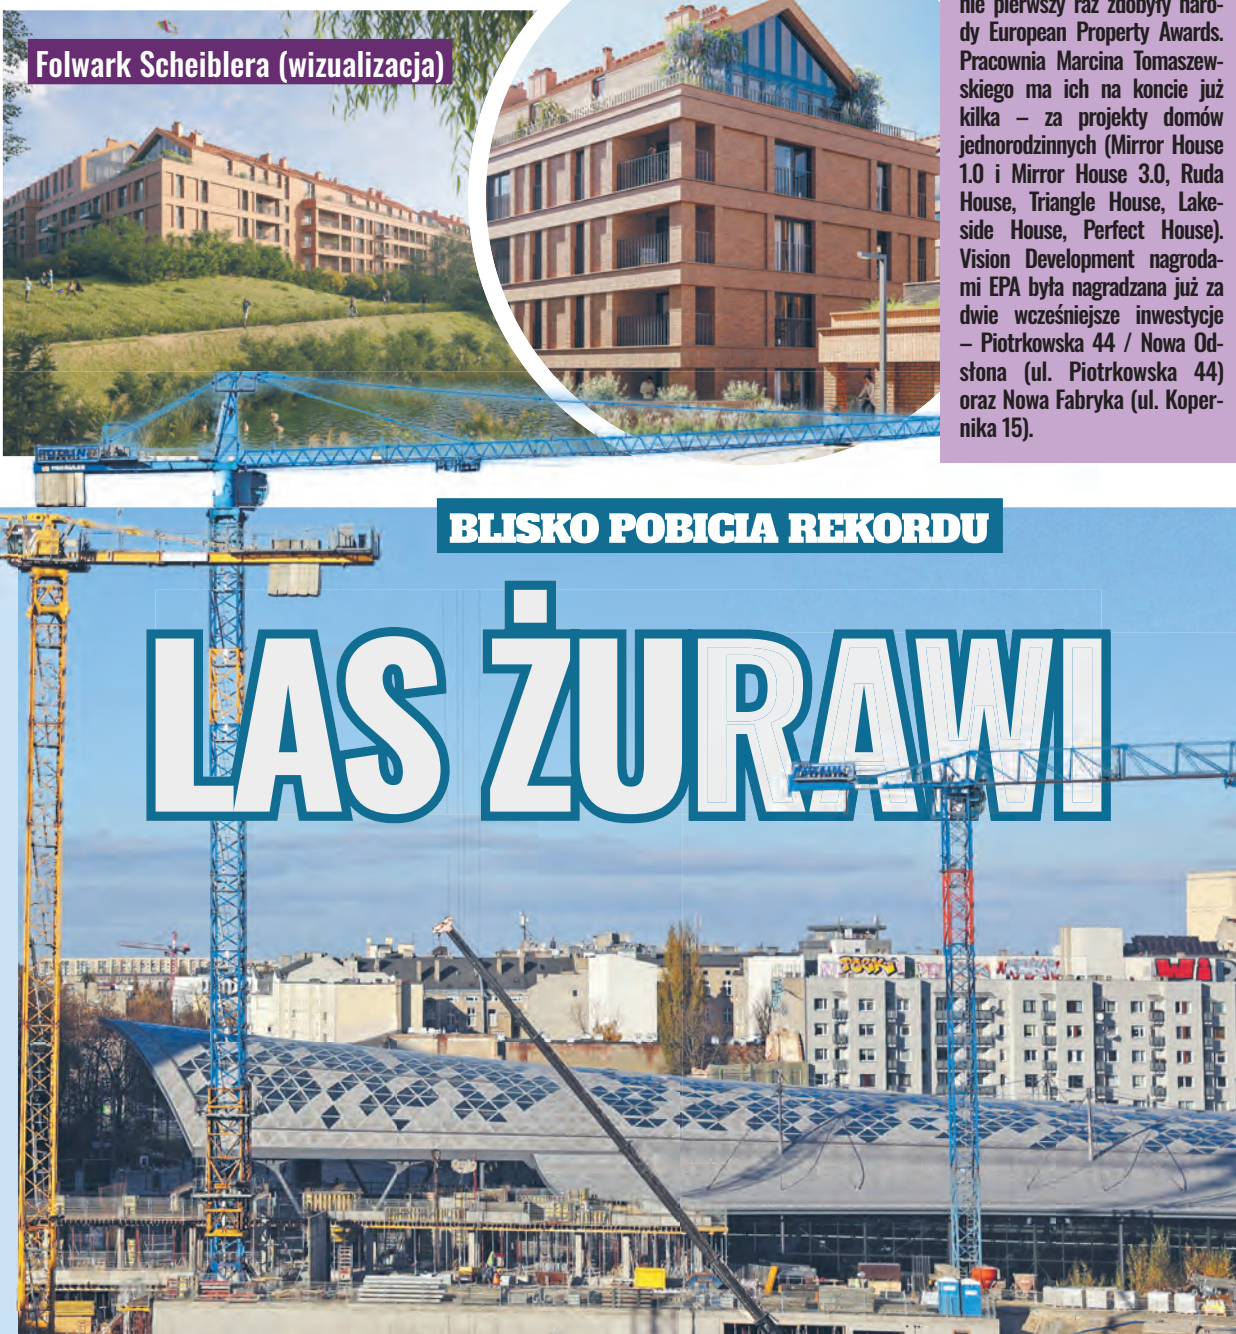 Folwark Scheiblera (wizualizacja)
nie pierwszy raz zdobyły naro-
dy European Property Awards.
Pracownia Marcina Tomaszew-
skiego ma ich na koncie już
kilka – za projekty domów
jednorodzinnych (Mirror House
1.0 i Mirror House 3.0, Ruda
House, Triangle House, Lake-
side House, Perfect House).
Vision Development nagroda-
mi EPA była nagradzana już za
dwie wcześniejsze inwestycje
– Piotrkowska 44 / Nowa Od-
słona (ul. Piotrkowska 44)
oraz Nowa Fabryka (ul. Koper-
nika 15).
BLISKO POBICIA REKORDU
LAS ŻURAWI